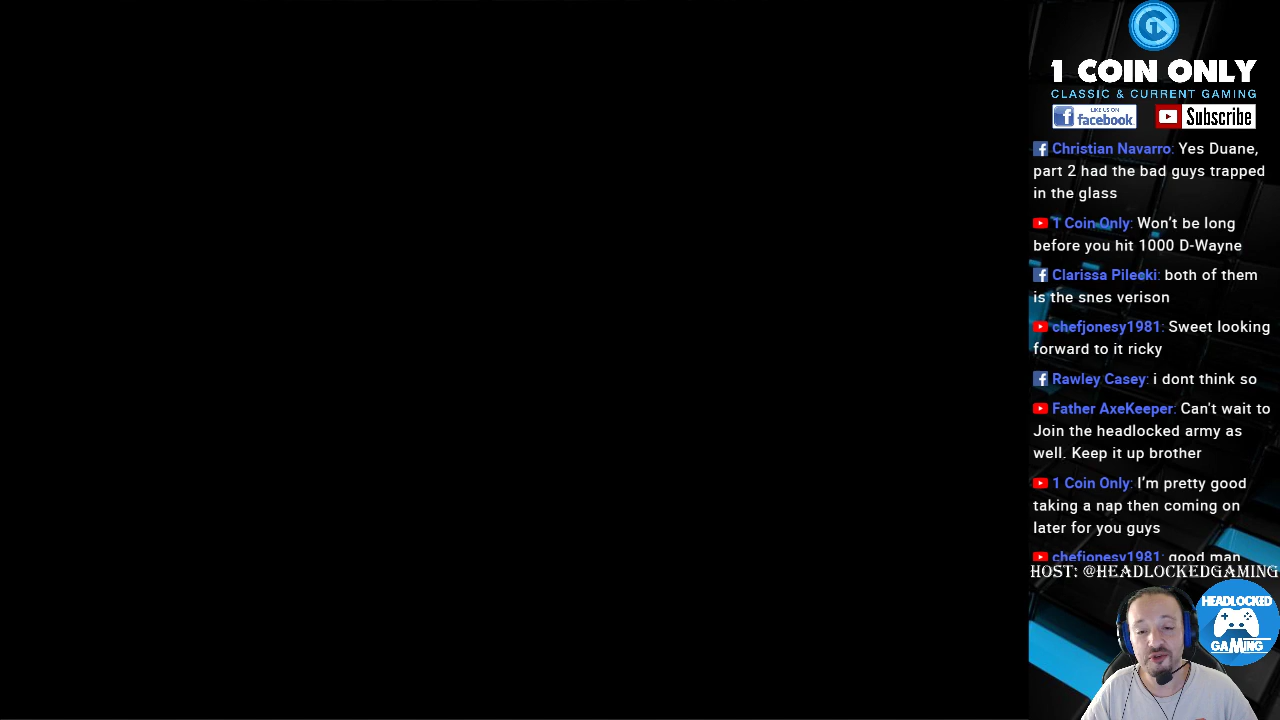 1 COIN ONLY
CLASSIC & CURRENT GAMING
LIKE US ON
facebook.
Subscribe
Christian Navarro: Yes Duane,
part 2 had the bad guys trapped
in the glass
1 Coin Only: Won’t be long
before you hit 1000 D-Wayne
Clarissa Pilecki: both of them
is the snes verison
chefjonesy1981: Sweet looking
forward to it ricky
Rawley Casey: i dont think so
Father AxeKeeper: Can't wait to
Join the headlocked army as
well. Keep it up brother
1 Coin Only: I’m pretty good
taking a nap then coming on
later for you guys
chefjonesy1981: good man
HOST: @HEADLOCKEDGAMING
HEADLOCKED
GAMING